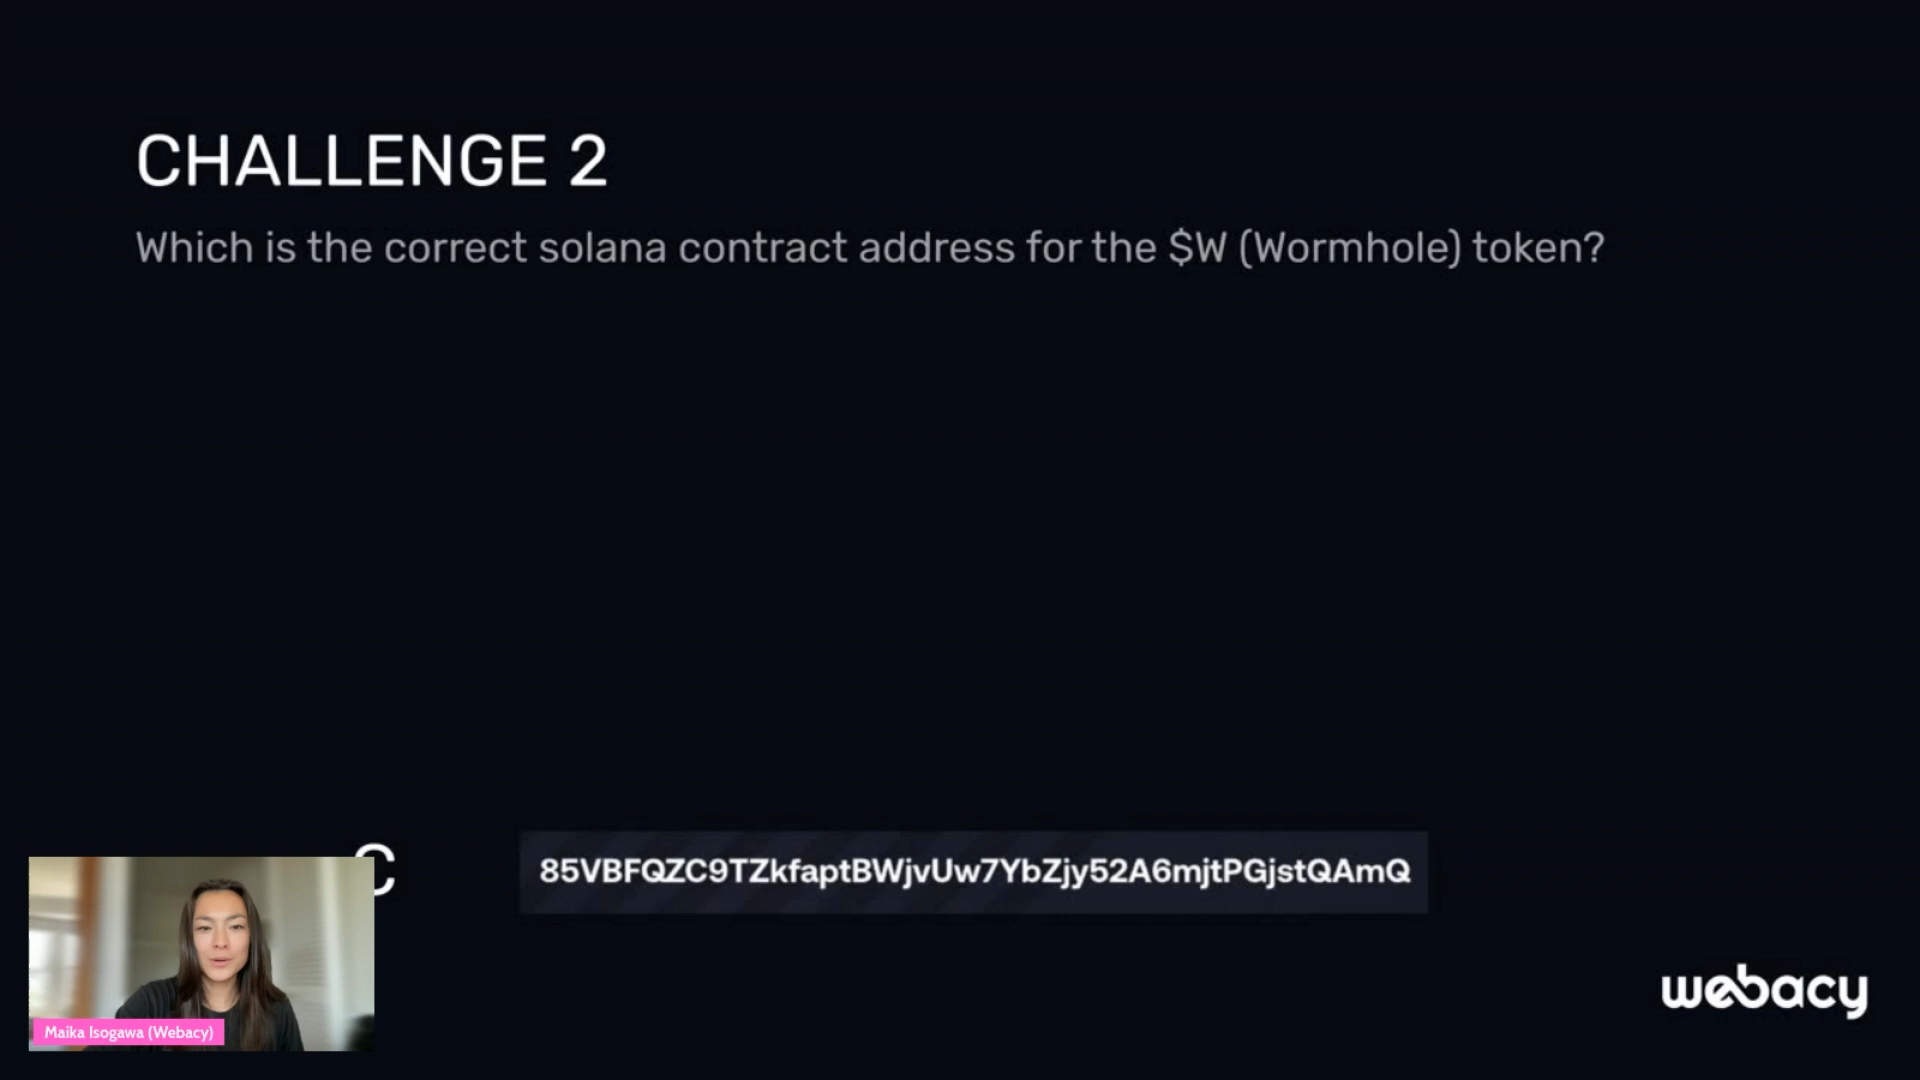 CHALLENGE 2
Which is the correct solana contract address for the $W (Wormhole) token?
C
85VBFQZC9TZkfaptBWjvUw7YbZjy52A6mjtPGjstQAmQ
Maika Isogawa (Webacy)
webacy